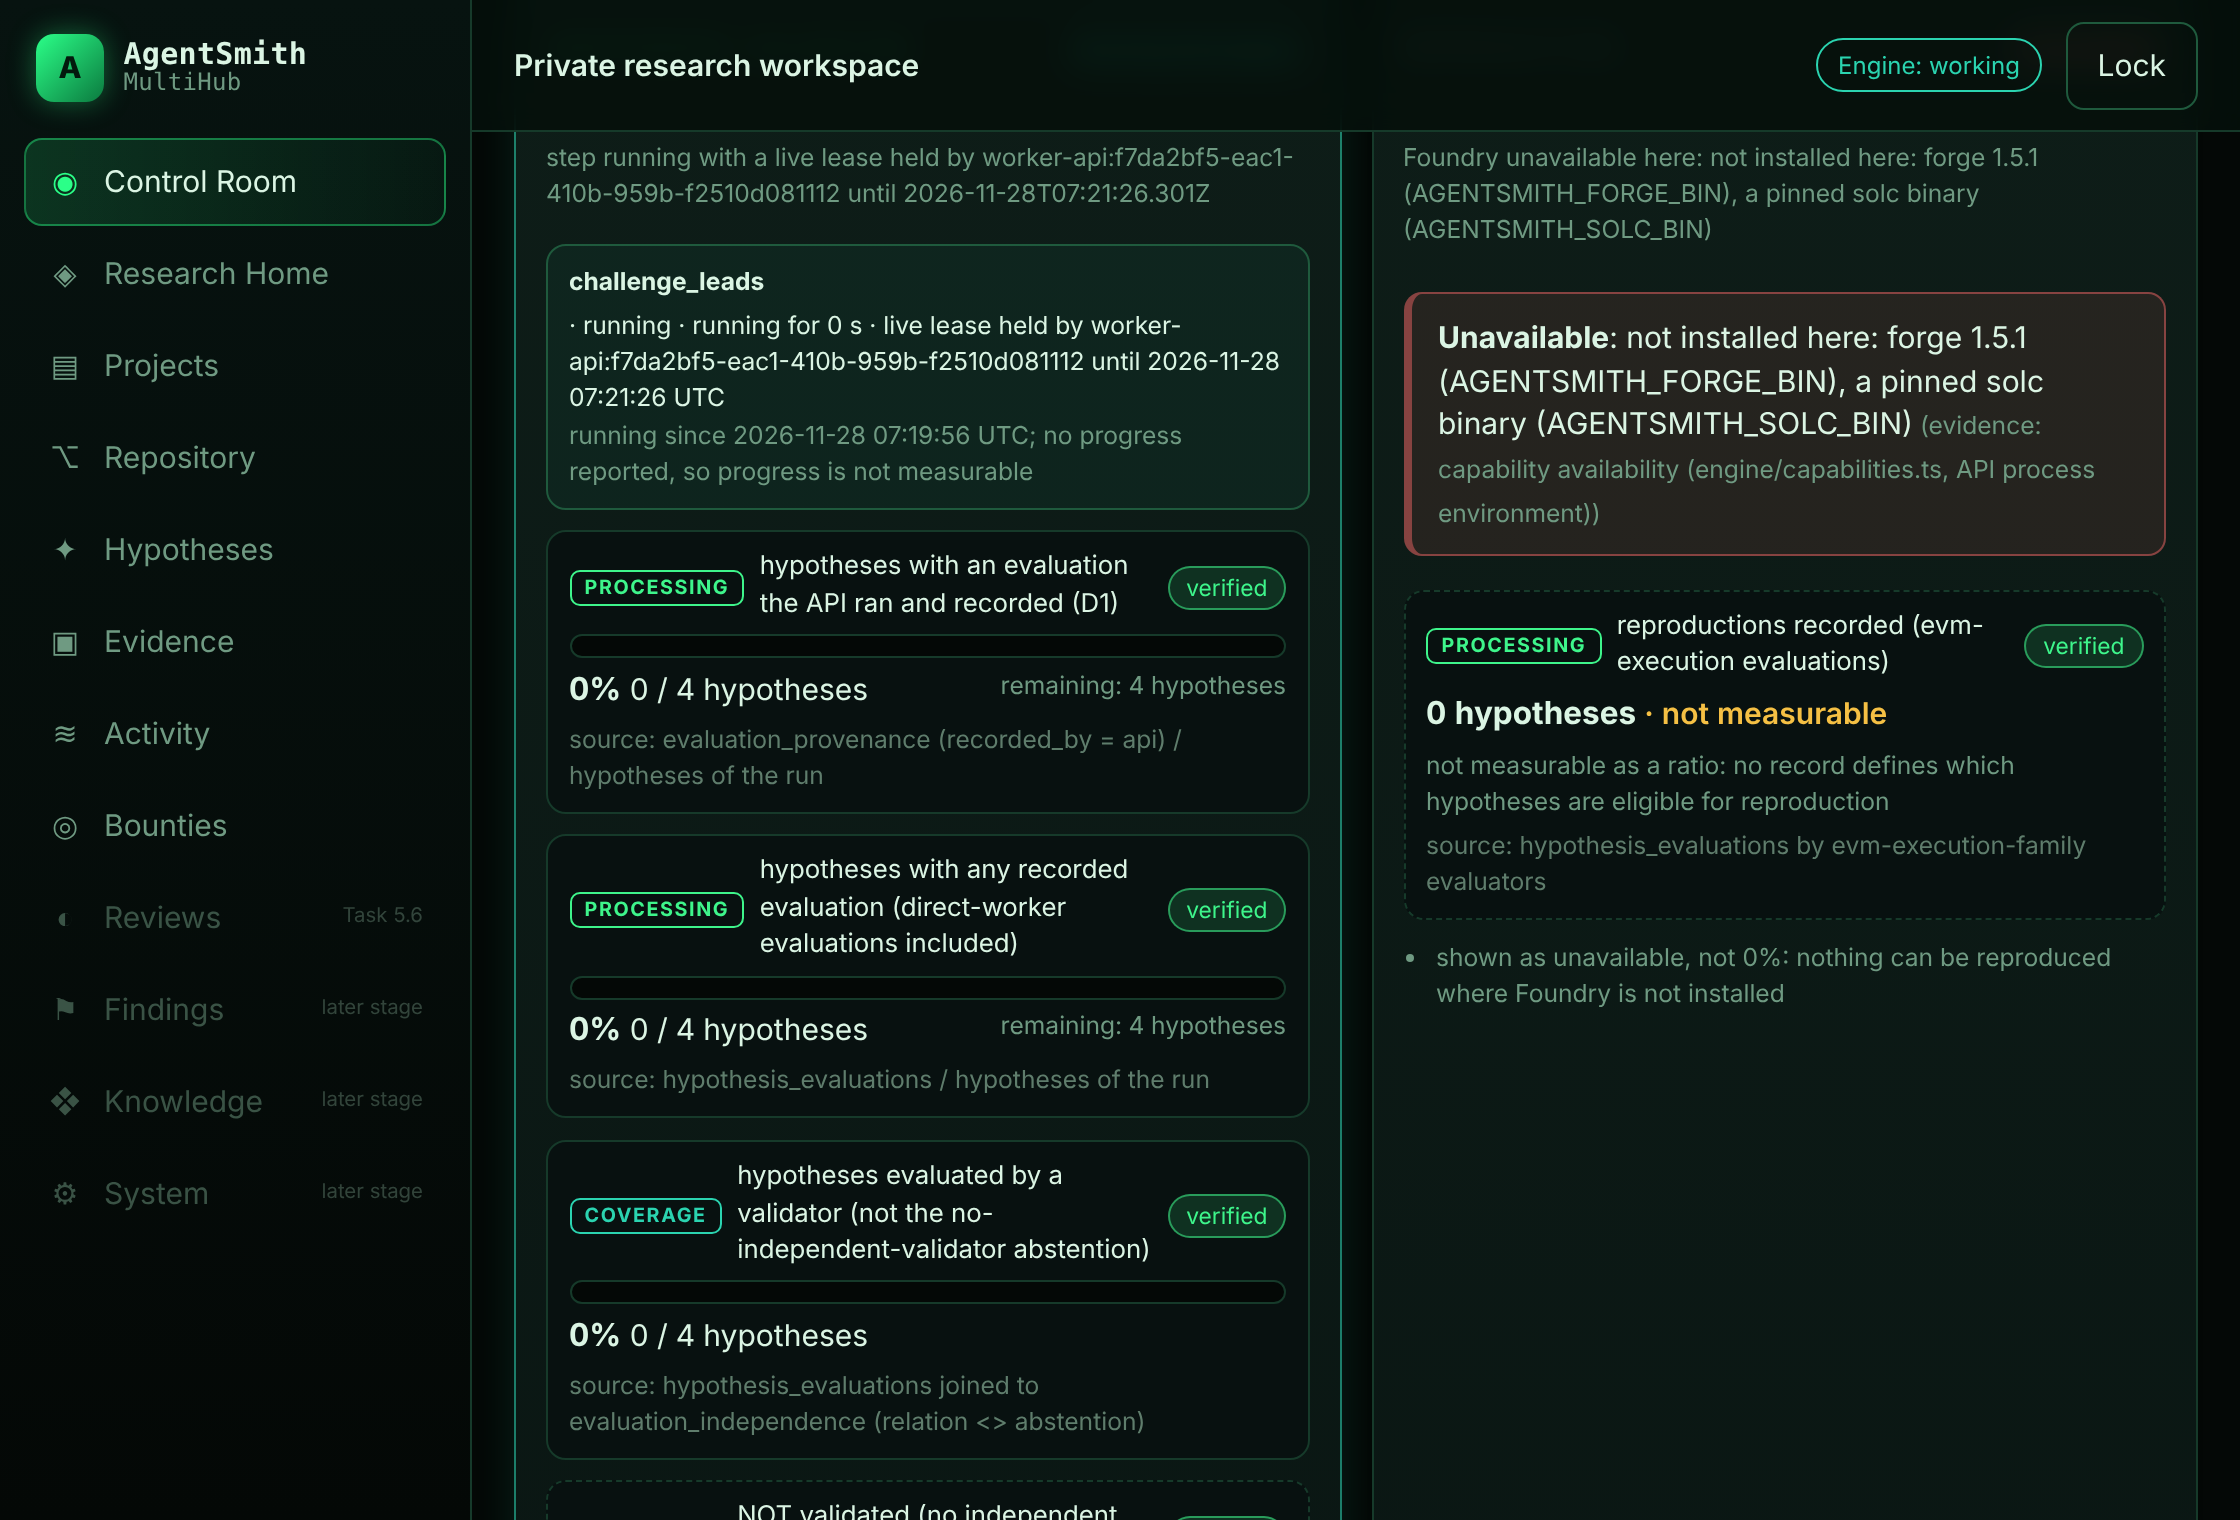 A
AgentSmith
MultiHub
Control Room
Research Home
Projects
Repository
Hypotheses
Evidence
Activity
Bounties
Reviews Task 5.6
Findings later stage
Knowledge later stage
System later stage
Private research workspace
Engine: working
Lock
step running with a live lease held by worker-api:f7da2bf5-eac1-
410b-959b-f2510d081112 until 2026-11-28T07:21:26.301Z
challenge_leads
· running · running for 0 s · live lease held by worker-
api:f7da2bf5-eac1-410b-959b-f2510d081112 until 2026-11-28
07:21:26 UTC
running since 2026-11-28 07:19:56 UTC; no progress
reported, so progress is not measurable
PROCESSING
hypotheses with an evaluation
the API ran and recorded (D1)
verified
0% 0 / 4 hypotheses
remaining: 4 hypotheses
source: evaluation_provenance (recorded_by = api) /
hypotheses of the run
PROCESSING
hypotheses with any recorded
evaluation (direct-worker
evaluations included)
verified
0% 0 / 4 hypotheses
remaining: 4 hypotheses
source: hypothesis_evaluations / hypotheses of the run
COVERAGE
hypotheses evaluated by a
validator (not the no-
independent-validator abstention)
verified
0% 0 / 4 hypotheses
source: hypothesis_evaluations joined to
evaluation_independence (relation <> abstention)
NOT validated (no independent
Foundry unavailable here: not installed here: forge 1.5.1
(AGENTSMITH_FORGE_BIN), a pinned solc binary
(AGENTSMITH_SOLC_BIN)
Unavailable: not installed here: forge 1.5.1
(AGENTSMITH_FORGE_BIN), a pinned solc
binary (AGENTSMITH_SOLC_BIN) (evidence:
capability availability (engine/capabilities.ts, API process
environment))
PROCESSING
reproductions recorded (evm-
execution evaluations)
verified
0 hypotheses · not measurable
not measurable as a ratio: no record defines which
hypotheses are eligible for reproduction
source: hypothesis_evaluations by evm-execution-family
evaluators
• shown as unavailable, not 0%: nothing can be reproduced
where Foundry is not installed